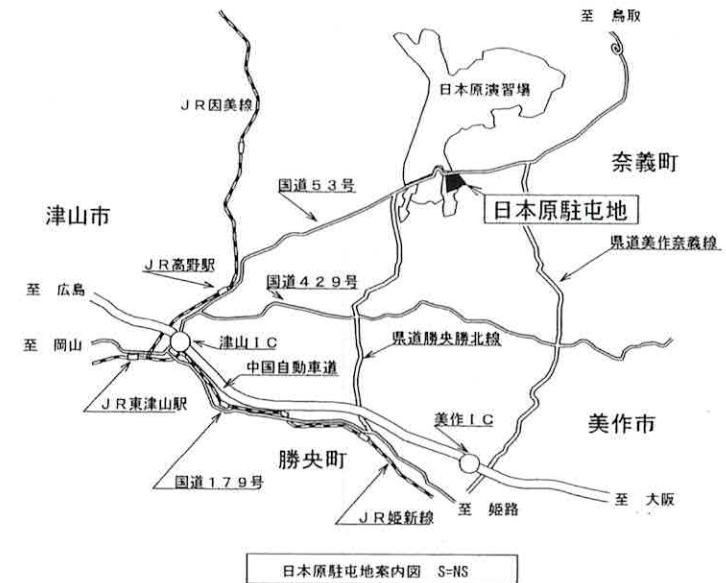 至 鳥取
日本原演習場
JR因美線
奈義町
国道53号
日本原駐屯地
津山市
県道美作奈義線
JR高野駅
国道429号
至 広島
至 岡山
津山IC
県道勝央勝北線
中国自動車道
JR東津山駅
美作IC
美作市
勝央町
国道179号
至 大阪
至 姫路
JR姫新線
日本原駐屯地案内図 S=NS